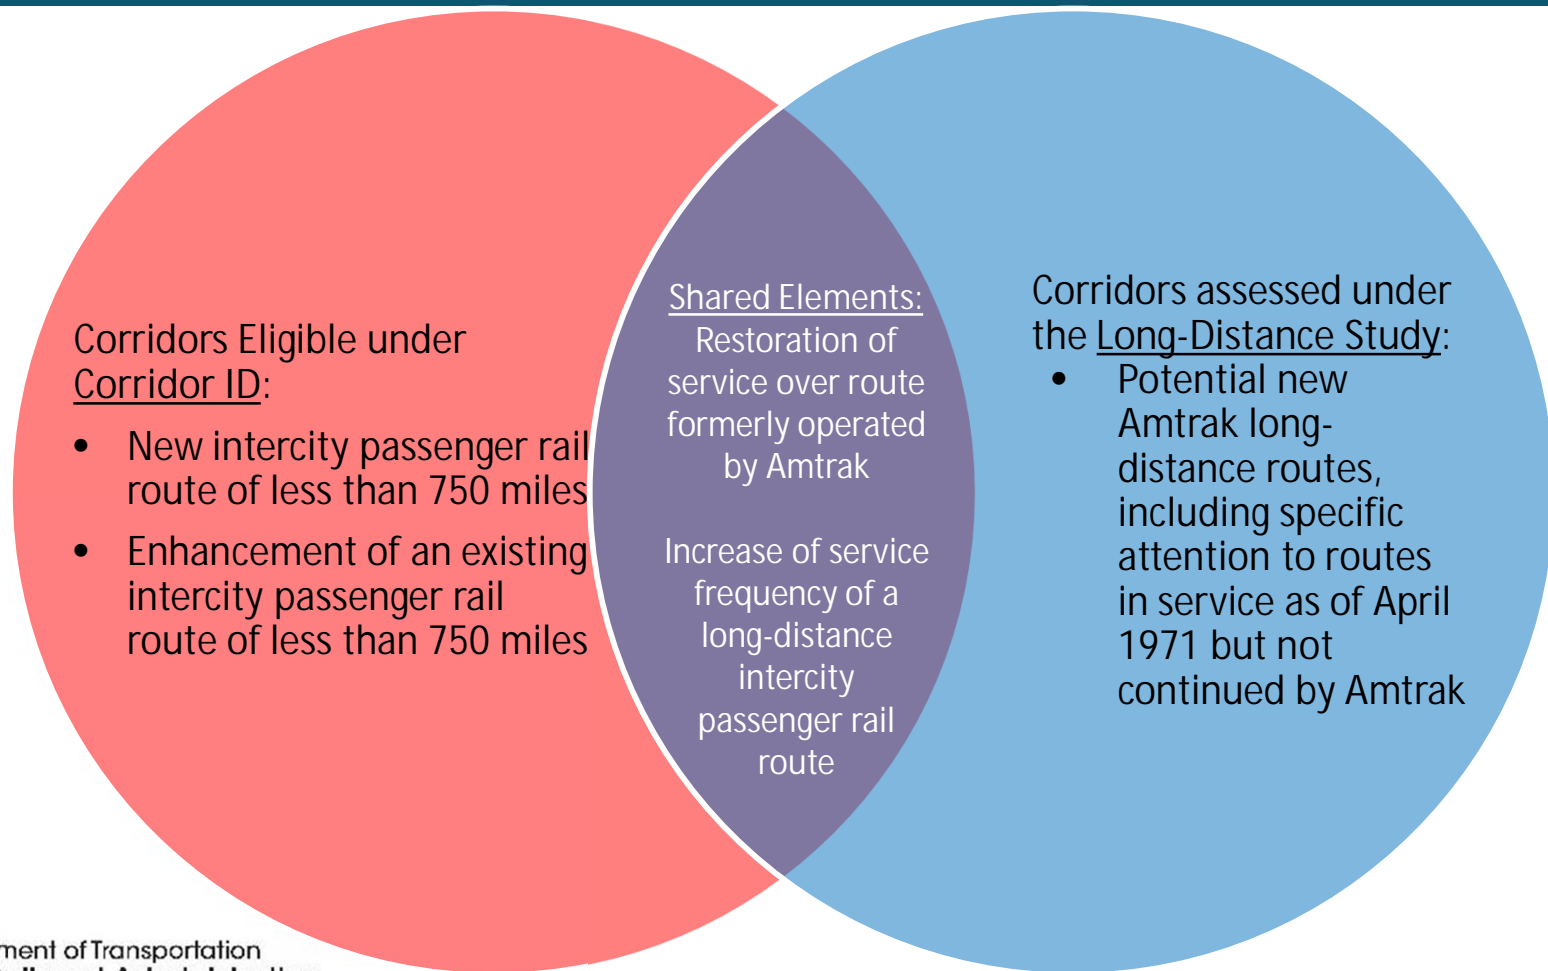 Corridors Eligible under
Corridor ID:
• New intercity passenger rail
route of less than 750 miles
• Enhancement of an existing
intercity passenger rail
route of less than 750 miles
Shared Elements:
Restoration of
service over route
formerly operated
by Amtrak
Increase of service
frequency of a
long-distance
intercity
passenger rail
route
Corridors assessed under
the Long-Distance Study:
• Potential new
Amtrak long-
distance routes,
including specific
attention to routes
in service as of April
1971 but not
continued by Amtrak
ment of Transportation